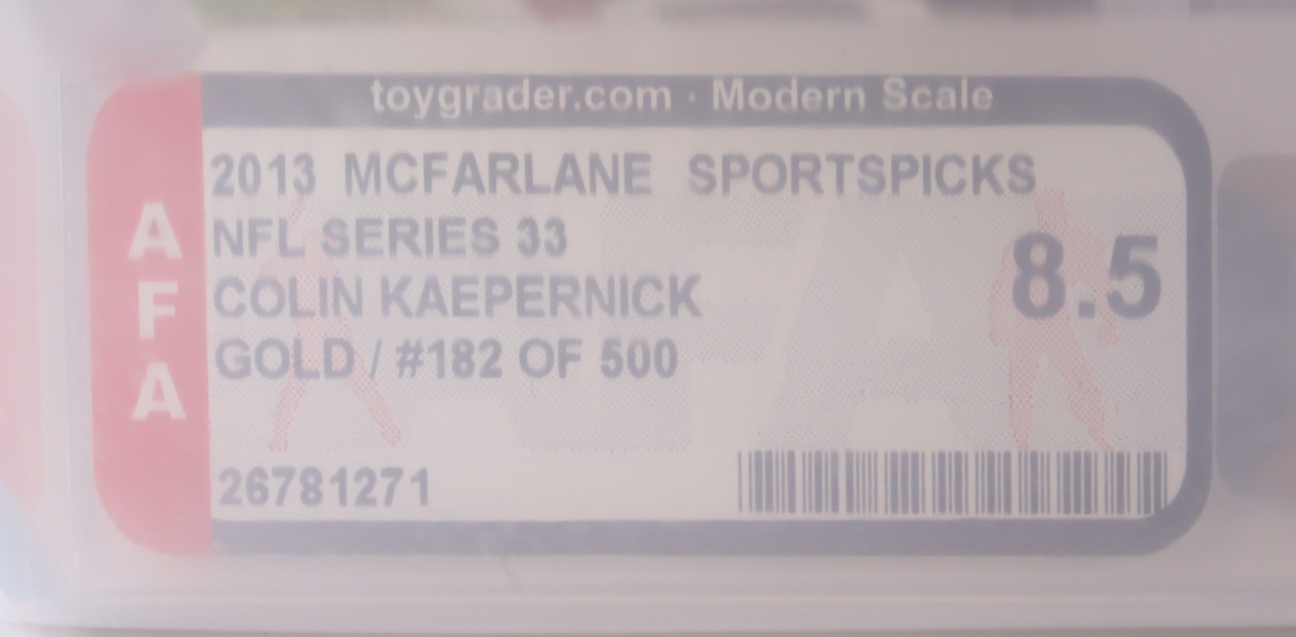 toygrader.com · Modern Scale
AFA
2013 MCFARLANE SPORTSPICKS
NFL SERIES 33
COLIN KAEPERNICK
GOLD / #182 OF 500
8.5
26781271